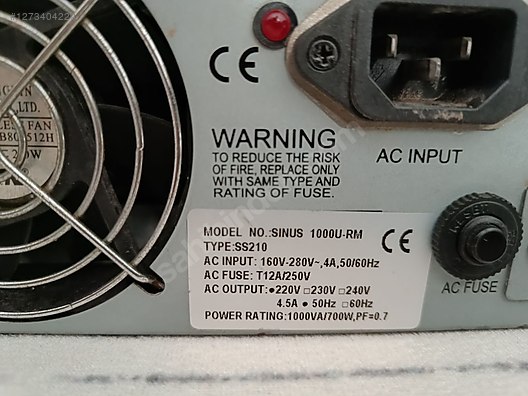 #1273404222
LTD.
FAN
WARNING
TO REDUCE THE RISK
OF FIRE, REPLACE ONLY
WITH SAME TYPE AND
RATING OF FUSE.
AC INPUT
MODEL NO.:SINUS 1000U-RM
TYPE:SS210
AC INPUT: 160V-280V~,4A,50/60Hz
AC FUSE: T12A/250V
AC OUTPUT:●220V □230V □240V
4.5A ● 50Hz □60Hz
POWER RATING:1000VA/700W,PF=0.7
CE
CE
AC FUSE